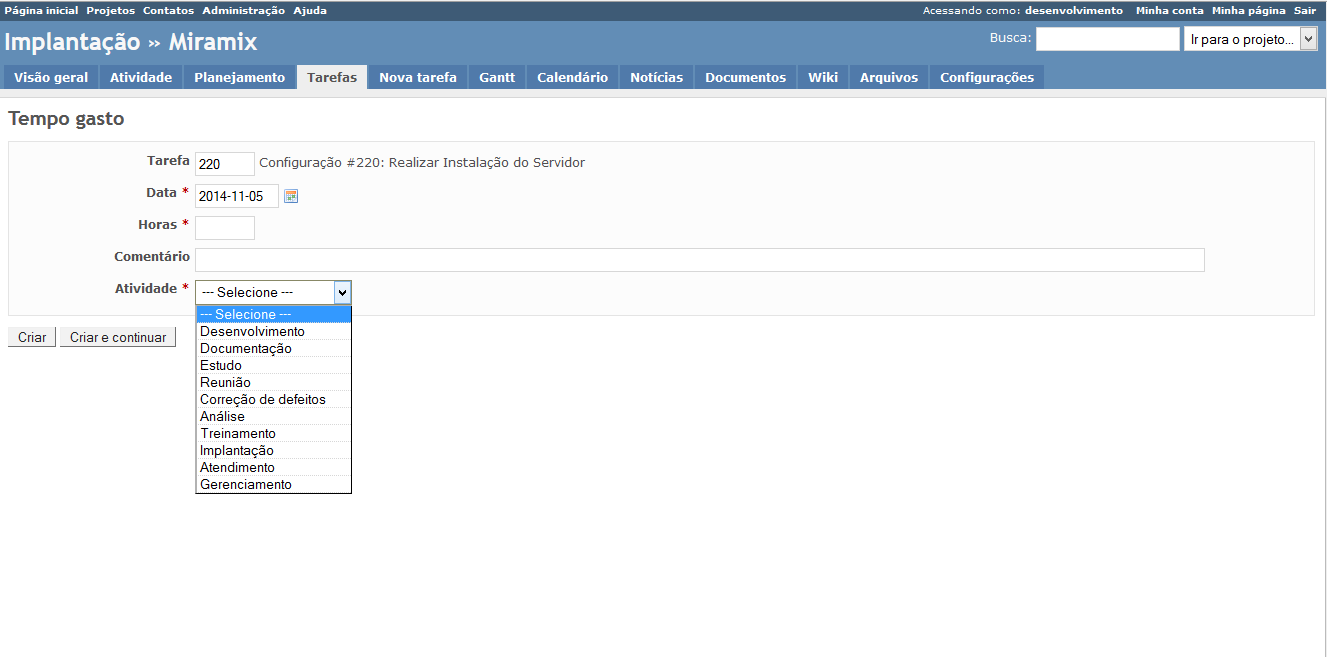 Página inicial Projetos Contatos Administração Ajuda Acessando como: desenvolvimento Minha conta Minha página Sair
Implantação » Miramix Busca: Ir para o projeto...
Visão geral Atividade Planejamento Tarefas Nova tarefa Gantt Calendário Notícias Documentos Wiki Arquivos Configurações
Tempo gasto
Tarefa 220 Configuração #220: Realizar Instalação do Servidor
Data * 2014-11-05
Horas *
Comentário
Atividade * --- Selecione ---
--- Selecione ---
Desenvolvimento
Documentação
Estudo
Reunião
Correção de defeitos
Análise
Treinamento
Implantação
Atendimento
Gerenciamento
Criar Criar e continuar